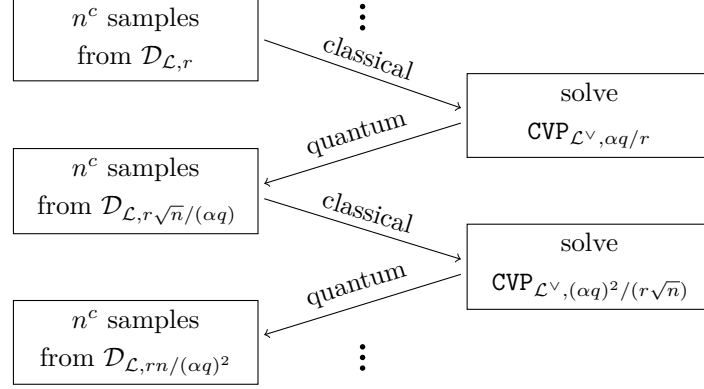 ⋮
n^c samples
from 𝒟_{ℒ,r}
classical
solve
CVP_{ℒ^∨,αq/r}
quantum
n^c samples
from 𝒟_{ℒ,r√n/(αq)}
classical
solve
CVP_{ℒ^∨,(αq)^2/(r√n)}
quantum
n^c samples
from 𝒟_{ℒ,rn/(αq)^2}
⋮